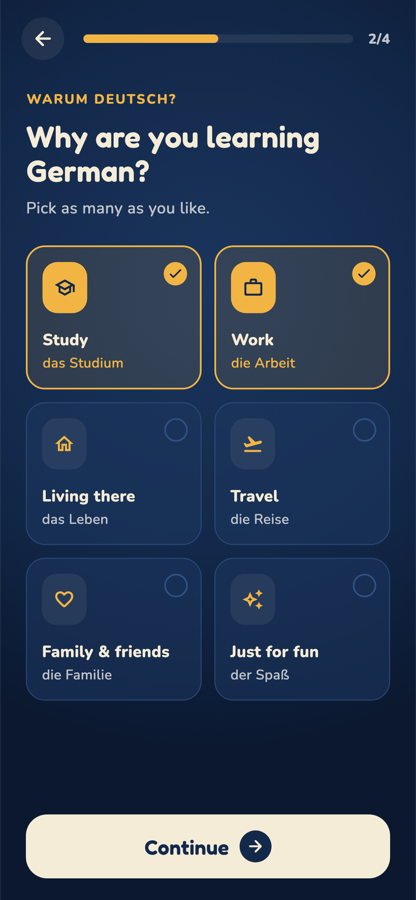 2/4
WARUM DEUTSCH?
Why are you learning
German?
Pick as many as you like.
Study
das Studium
Work
die Arbeit
Living there
das Leben
Travel
die Reise
Family & friends
die Familie
Just for fun
der Spaß
Continue